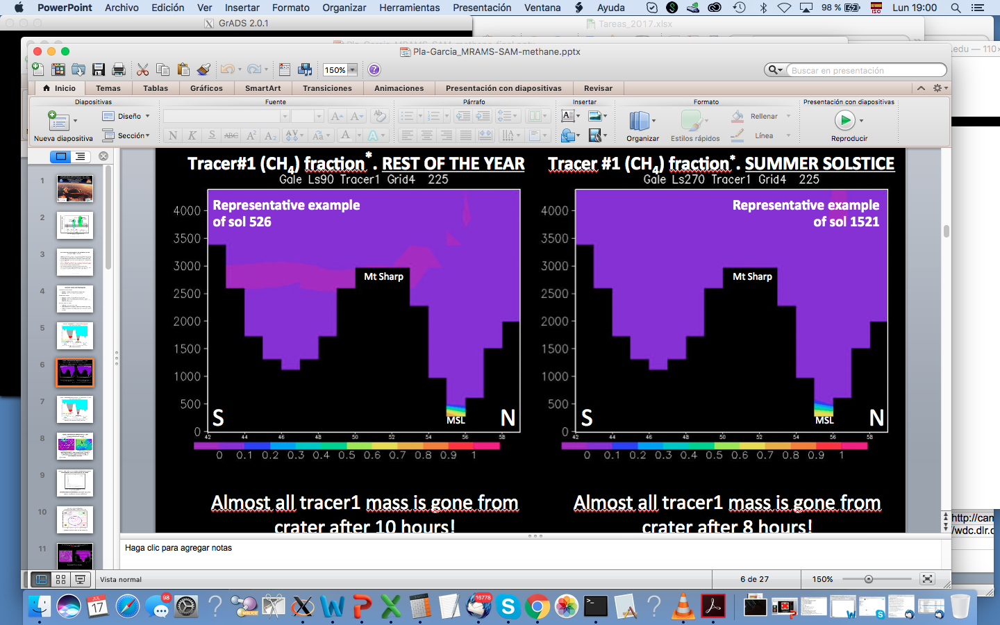 PowerPoint Archivo Edición Ver Insertar Formato Organizar Herramientas Presentación Ventana Ayuda 98 % ISO Lun 19:00
GrADS 2.0.1
Tareas_2017.xlsx
.edu — 110×
Pla-Garcia_MRAMS-SAM-methane.pptx
150%
Buscar en presentación
Inicio Temas Tablas Gráficos SmartArt Transiciones Animaciones Presentación con diapositivas Revisar
Diapositivas Fuente Párrafo Insertar Formato Presentación con diapositivas
Diseño Rellenar
Nueva diapositiva Sección N K S ABC A² A₂ AV Aa A A Organizar Estilos rápidos Línea Reproducir
1
2
3
4
5
6
7
8
9
10
11
Tracer#1 (CH4) fraction*. REST OF THE YEAR
Gale Ls90 Tracer1 Grid4 225
Representative example
of sol 526
4000
3500
3000
2500
2000
1500
1000
500
0
Mt Sharp
S
MSL
N
42 44 46 48 50 52 54 56 58
0 0.1 0.2 0.3 0.4 0.5 0.6 0.7 0.8 0.9 1
Almost all tracer1 mass is gone from
crater after 10 hours!
Tracer #1 (CH4) fraction*. SUMMER SOLSTICE
Gale Ls270 Tracer1 Grid4 225
Representative example
of sol 1521
4000
3500
3000
2500
2000
1500
1000
500
0
Mt Sharp
S
MSL
N
42 44 46 48 50 52 54 56 58
0 0.1 0.2 0.3 0.4 0.5 0.6 0.7 0.8 0.9 1
Almost all tracer1 mass is gone from
crater after 8 hours!
http://cam
/wdc.dlr.c
Haga clic para agregar notas
Vista normal 6 de 27 150%
JUL
17
98
16778